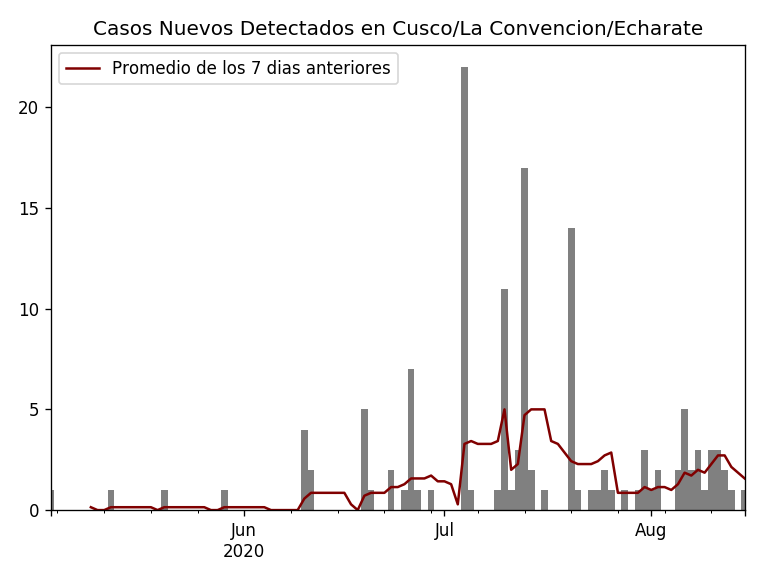 Casos Nuevos Detectados en Cusco/La Convencion/Echarate
Promedio de los 7 dias anteriores
20
15
10
5
0
Jun
2020
Jul
Aug